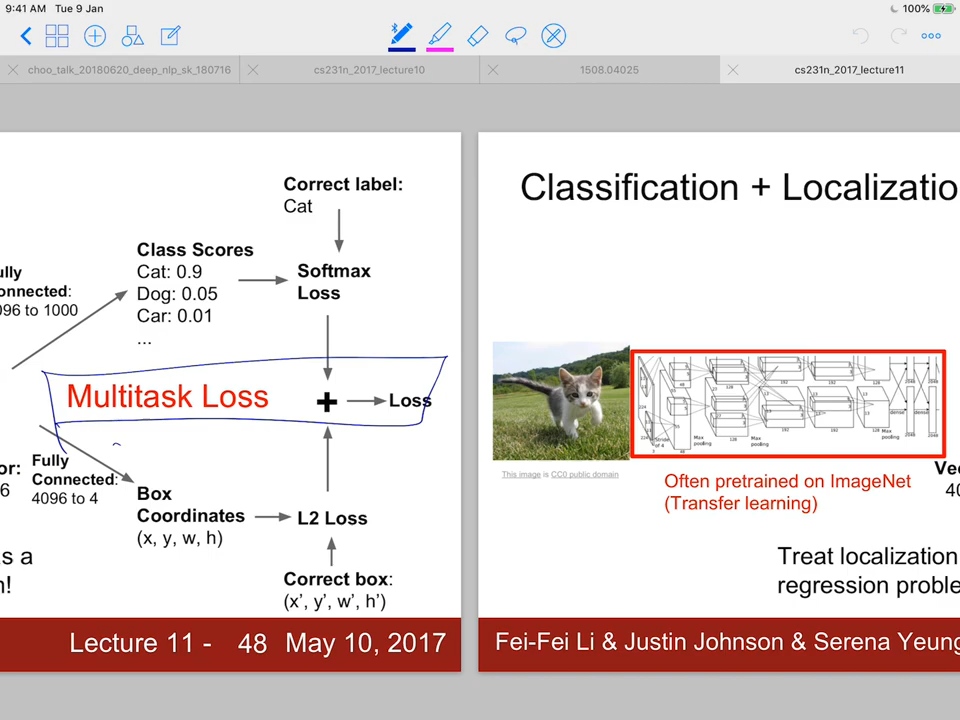 9:41 AM Tue 9 Jan
100%
choo_talk_20180620_deep_nlp_sk_180716
cs231n_2017_lecture10
1508.04025
cs231n_2017_lecture11
Correct label:
Cat
Class Scores
Cat: 0.9
Dog: 0.05
Car: 0.01
...
Softmax
Loss
ully
onnected:
096 to 1000
Multitask Loss
+
Loss
or:
6
Fully
Connected:
4096 to 4
Box
Coordinates
(x, y, w, h)
L2 Loss
Correct box:
(x’, y’, w’, h’)
s a
n!
Lecture 11 - 48 May 10, 2017
Classification + Localizatio
This image is CC0 public domain
Often pretrained on ImageNet
(Transfer learning)
Vec
40
Treat localization
regression proble
Fei-Fei Li & Justin Johnson & Serena Yeung